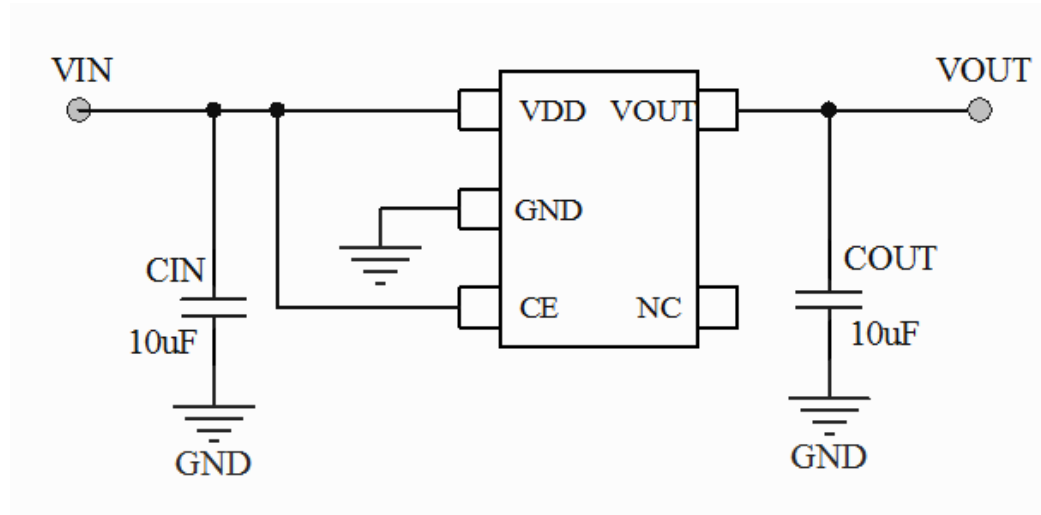 VIN
VOUT
VDD VOUT
GND
CIN
COUT
CE NC
10uF
10uF
GND
GND